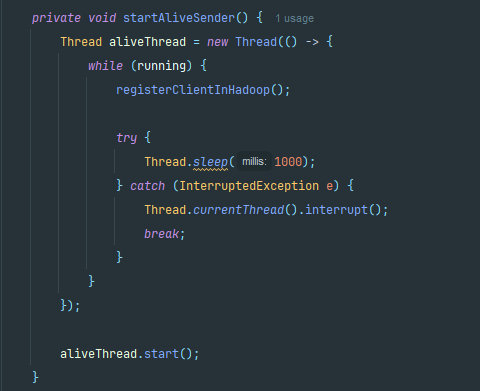 private void startAliveSender() { 1 usage
Thread aliveThread = new Thread(() -> {
while (running) {
registerClientInHadoop();
try {
Thread.sleep( millis: 1000);
} catch (InterruptedException e) {
Thread.currentThread().interrupt();
break;
}
}
});
aliveThread.start();
}